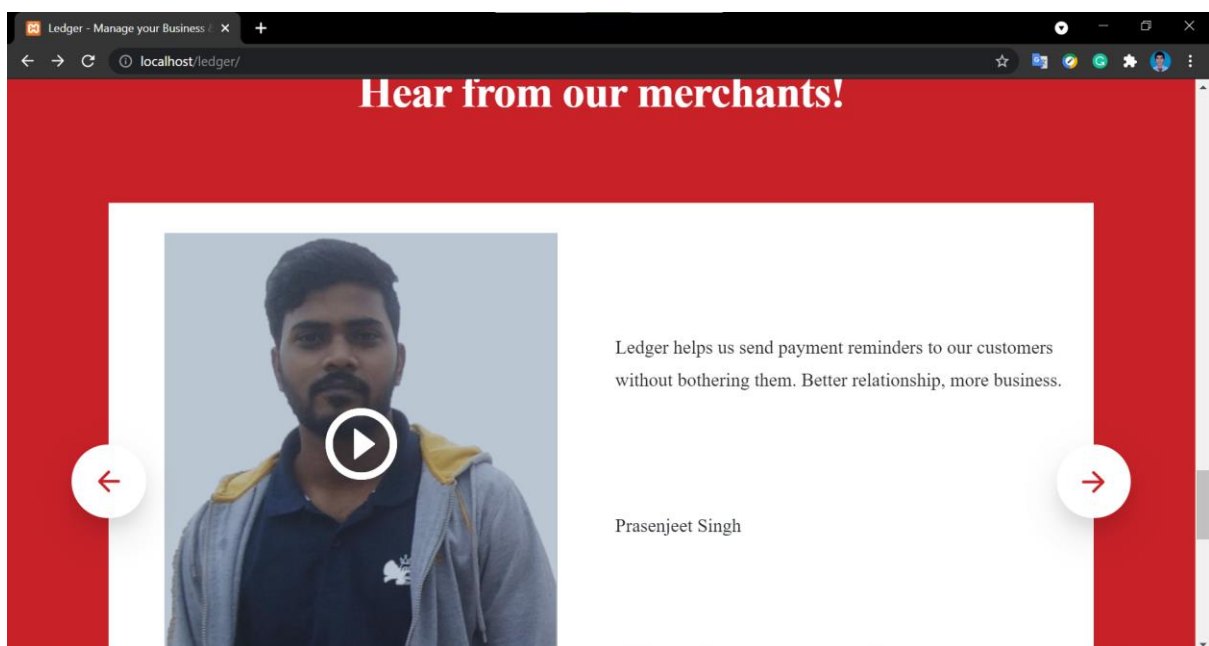 Ledger - Manage your Business &
localhost/ledger/
Hear from our merchants!
Ledger helps us send payment reminders to our customers
without bothering them. Better relationship, more business.
Prasenjeet Singh